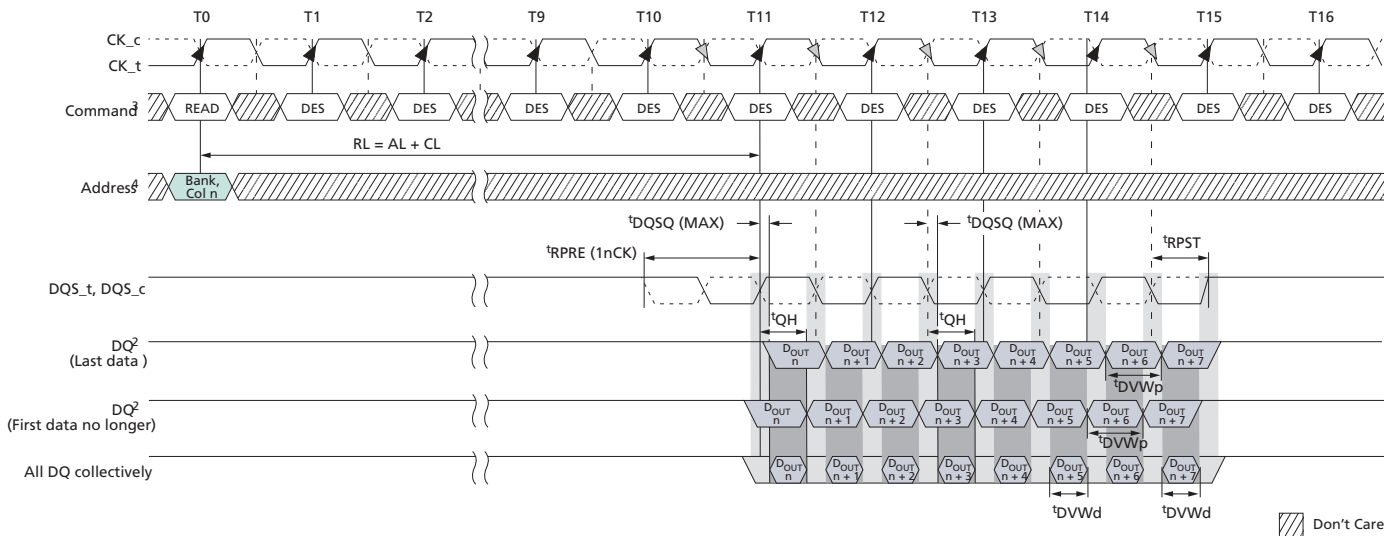 T0 T1 T2 T9 T10 T11 T12 T13 T14 T15 T16
CK_c
CK_t
Command3 READ DES DES DES DES DES DES DES DES DES DES
RL = AL + CL
Address4 Bank,
Col n
tDQSQ (MAX) tDQSQ (MAX)
tRPRE (1nCK) tRPST
DQS_t, DQS_c
tQH tQH
DQ2
(Last data )
DOUT n DOUT n + 1 DOUT n + 2 DOUT n + 3 DOUT n + 4 DOUT n + 5 DOUT n + 6 DOUT n + 7
tDVWp
DQ2
(First data no longer)
DOUT n DOUT n + 1 DOUT n + 2 DOUT n + 3 DOUT n + 4 DOUT n + 5 DOUT n + 6 DOUT n + 7
tDVWp
All DQ collectively
DOUT n DOUT n + 1 DOUT n + 2 DOUT n + 3 DOUT n + 4 DOUT n + 5 DOUT n + 6 DOUT n + 7
tDVWd tDVWd
Don't Care